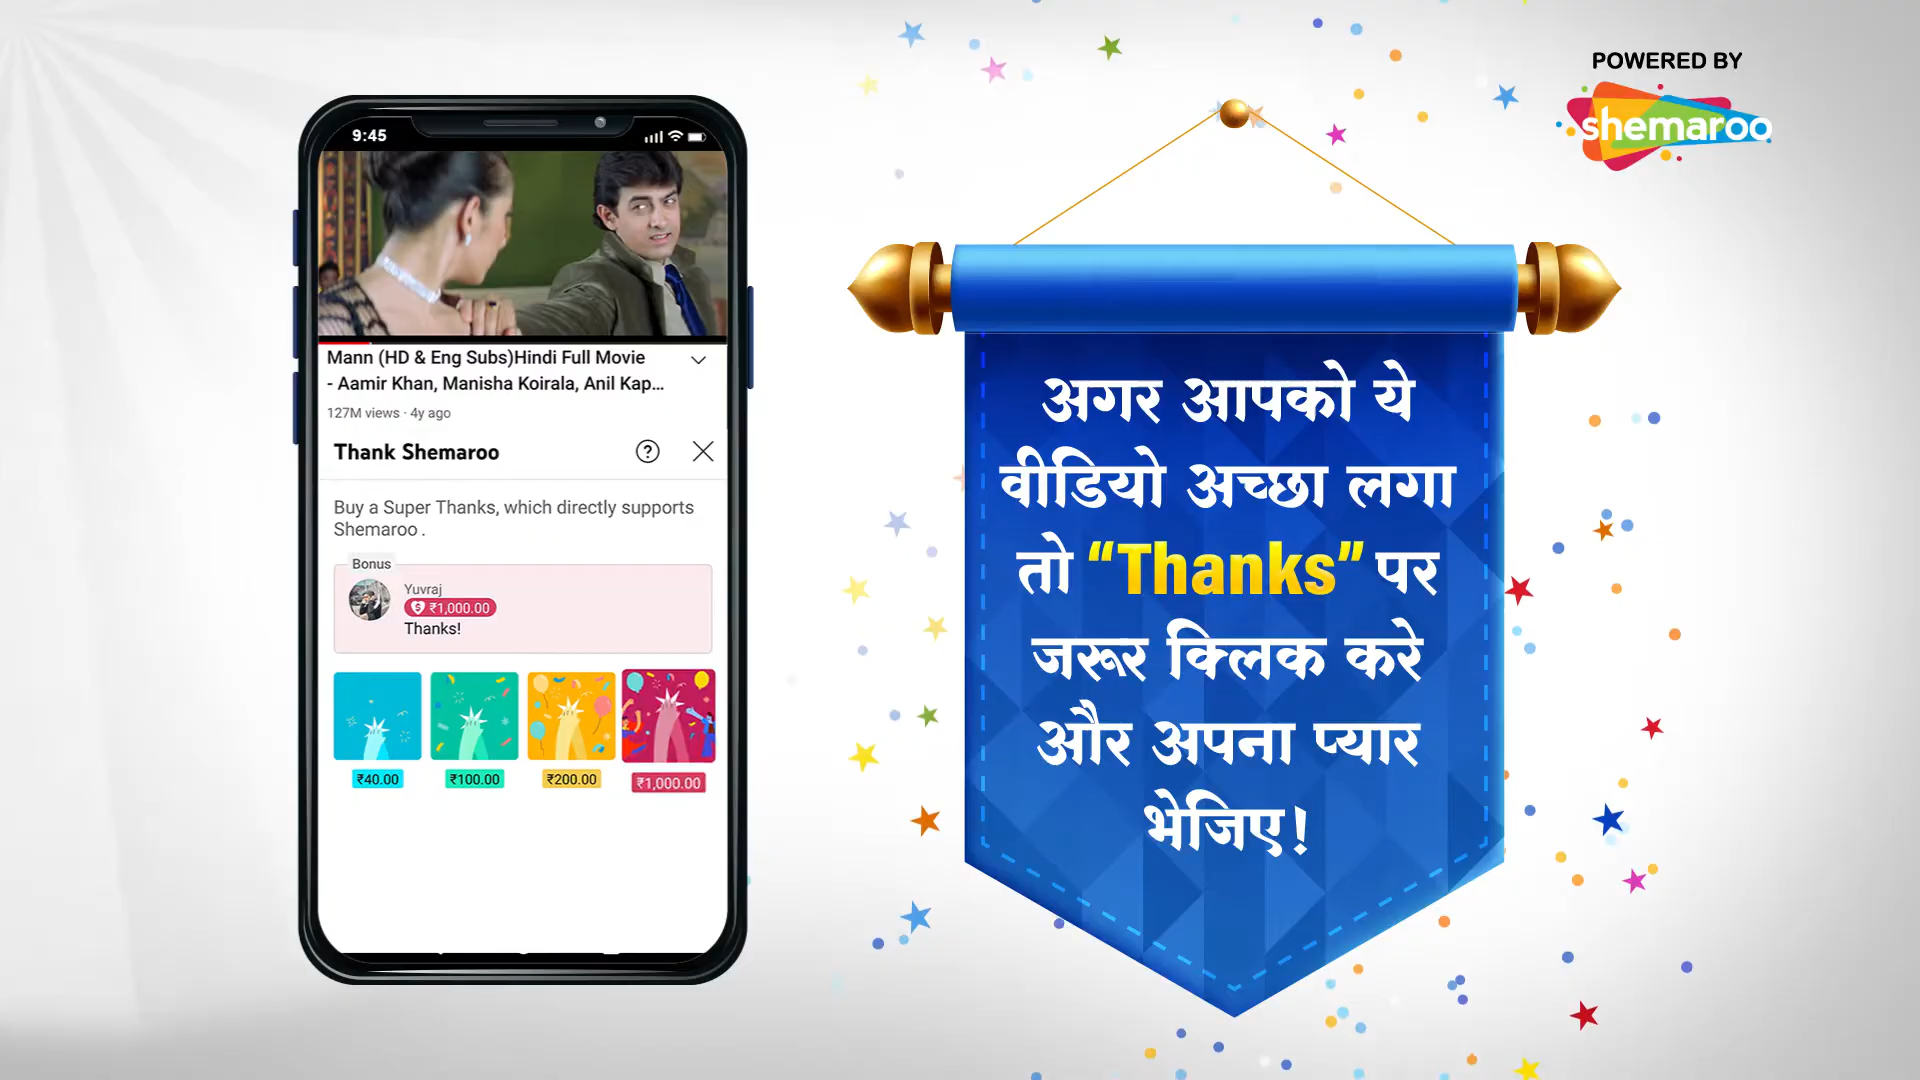 POWERED BY
shemaroo
9:45
Mann (HD & Eng Subs)Hindi Full Movie
- Aamir Khan, Manisha Koirala, Anil Kap...
127M views · 4y ago
Thank Shemaroo
Buy a Super Thanks, which directly supports
Shemaroo .
Bonus
Yuvraj
₹1,000.00
Thanks!
₹40.00
₹100.00
₹200.00
₹1,000.00
अगर आपको ये
वीडियो अच्छा लगा
तो “Thanks” पर
जरूर क्लिक करे
और अपना प्यार
भेजिए!